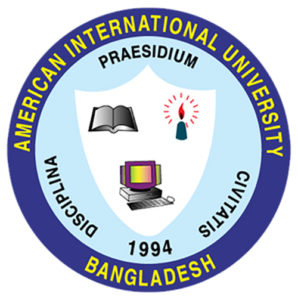 AMERICAN INTERNATIONAL UNIVERSITY
PRAESIDIUM
DISCIPLINA
CIVITATIS
1994
BANGLADESH